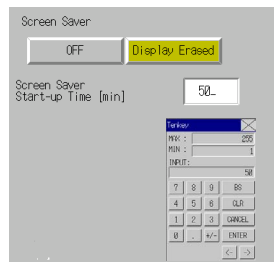 Screen Saver
OFF
Display Erased
Screen Saver
Start-up Time [min]
50_
Tenkey
MAX : 255
MIN : 1
INPUT:
50
7 8 9 BS
4 5 6 CLR
1 2 3 CANCEL
0 . +/- ENTER
<- ->